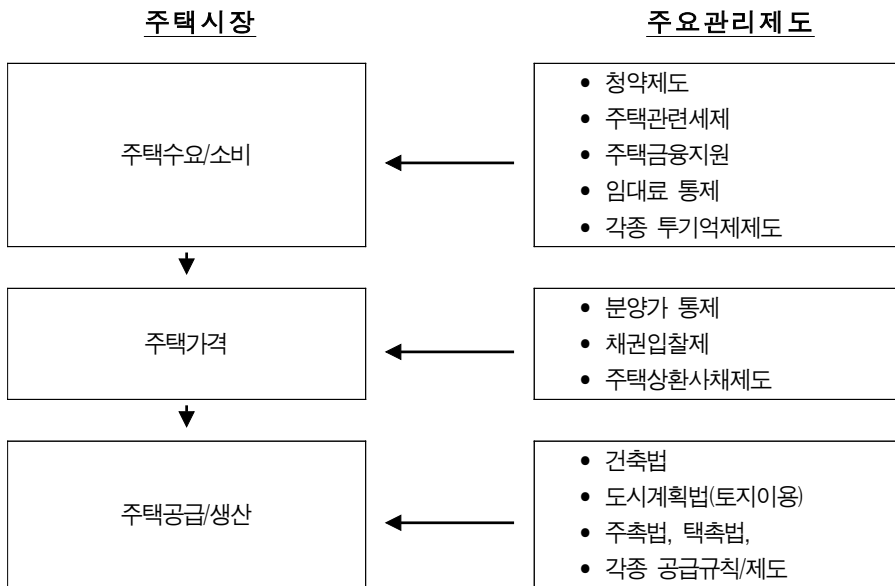 주택시장
주요관리제도
주택수요/소비
• 청약제도
• 주택관련세제
• 주택금융지원
• 임대료 통제
• 각종 투기억제제도
주택가격
• 분양가 통제
• 채권입찰제
• 주택상환사채제도
주택공급/생산
• 건축법
• 도시계획법(토지이용)
• 주촉법, 택촉법,
• 각종 공급규칙/제도